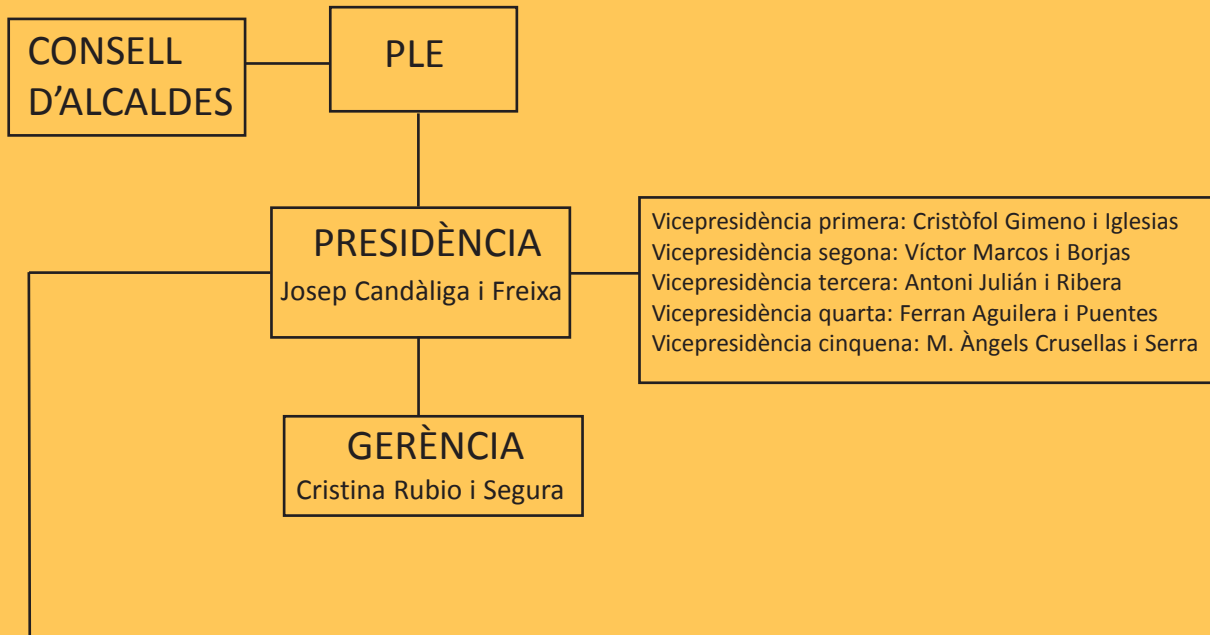 CONSELL
D'ALCALDES
PLE
PRESIDÈNCIA
Josep Candàliga i Freixa
Vicepresidència primera: Cristòfol Gimeno i Iglesias
Vicepresidència segona: Víctor Marcos i Borjas
Vicepresidència tercera: Antoni Julián i Ribera
Vicepresidència quarta: Ferran Aguilera i Puentes
Vicepresidència cinquena: M. Àngels Crusellas i Serra
GERÈNCIA
Cristina Rubio i Segura